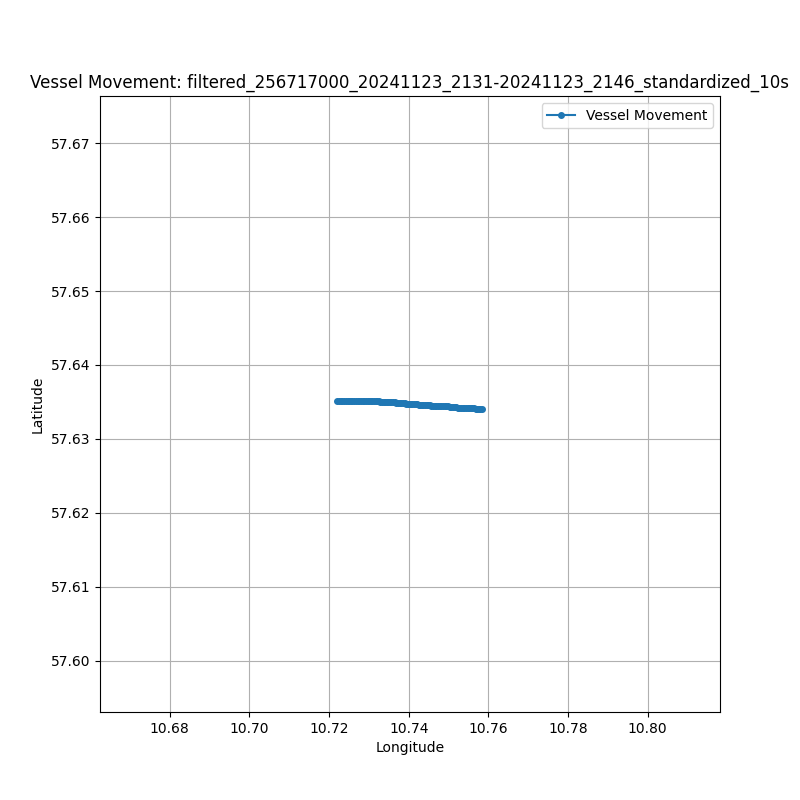 Vessel Movement: filtered_256717000_20241123_2131-20241123_2146_standardized_10s
Vessel Movement
57.67
57.66
57.65
57.64
57.63
57.62
57.61
57.60
Latitude
10.68 10.70 10.72 10.74 10.76 10.78 10.80
Longitude